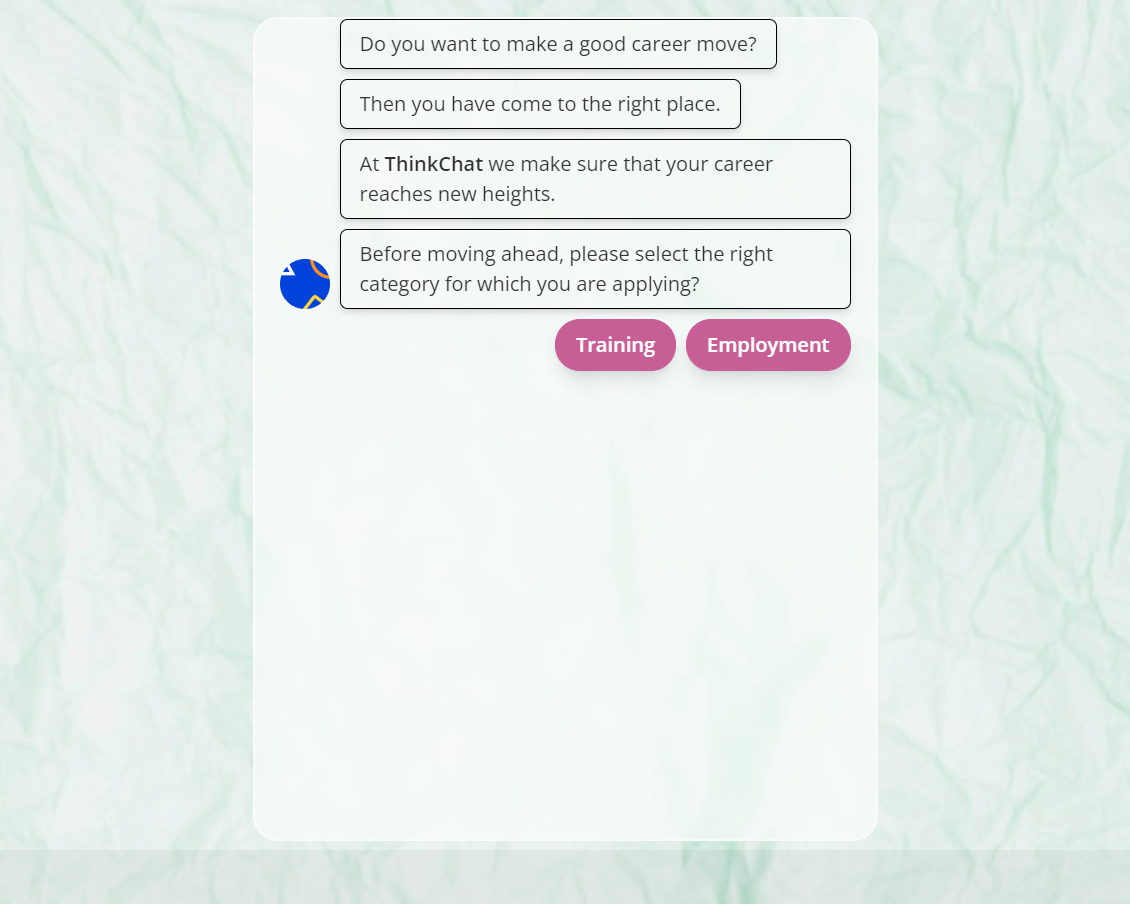 Do you want to make a good career move?
Then you have come to the right place.
At ThinkChat we make sure that your career
reaches new heights.
Before moving ahead, please select the right
category for which you are applying?
Training Employment